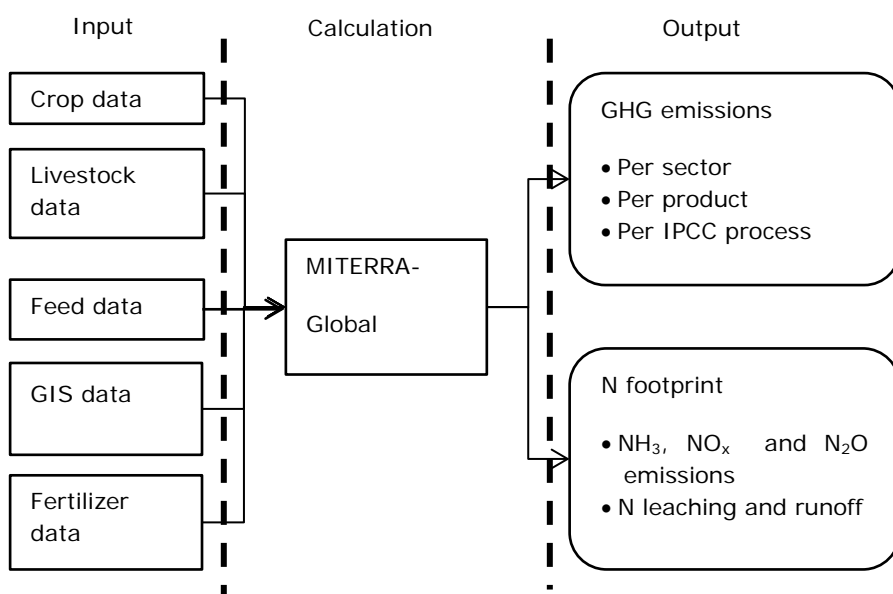 Input
Calculation
Output
Crop data
Livestock
data
Feed data
GIS data
Fertilizer
data
MITERRA-
Global
GHG emissions
• Per sector
• Per product
• Per IPCC process
N footprint
• NH₃, NOₓ and N₂O
emissions
• N leaching and runoff